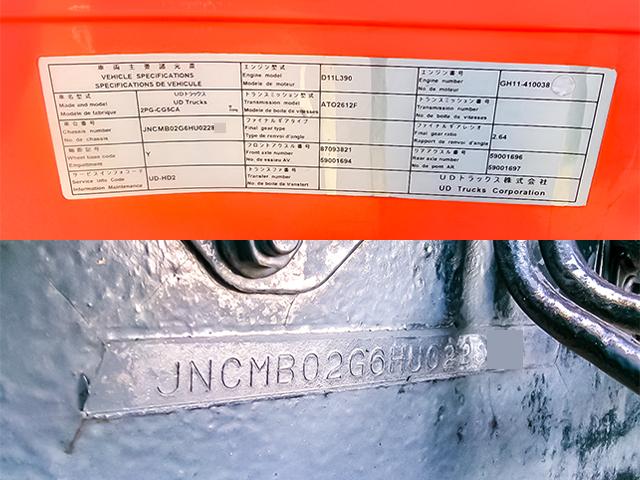 車両主要諸元表
VEHICLE SPECIFICATIONS
SPECIFICATIONS DE VEHICULE
車名型式
Make and model
Modele de fabrique
UDトラックス
UD Trucks
2PG-CG5CA
車台番号
Chassis number
No de chassis
JNCMB02G6HU0228
軸距記号
Wheel base code
Empattement
Y
サービスインフォコード
Service Info Code
Information Maintenance
UD-HD2
エンジン型式
Engine model
Modele de moteur
D11L390
トランスミッション型式
Transmission model
Modele de boite de vitesses
ATO2612F
ファイナルギアタイプ
Final gear type
Type de renvoi d'angle
フロントアクスル番号
Front axle number
No de essieu AV
87093821
59001694
トランスファ番号
Transfer number
No de boite de transfert
エンジン番号
Engine number
No de moteur
GH11-410038
トランスミッション番号
Transmission number
No de boite de vitesses
ファイナルギアレシオ
Final gear ratio
Rapport de renvoi d'angle
2.64
リアアクスル番号
Rear axle number
No de pont AR
59001696
59001697
UDトラックス株式会社
UD Trucks Corporation
JNCMB02G6HU022